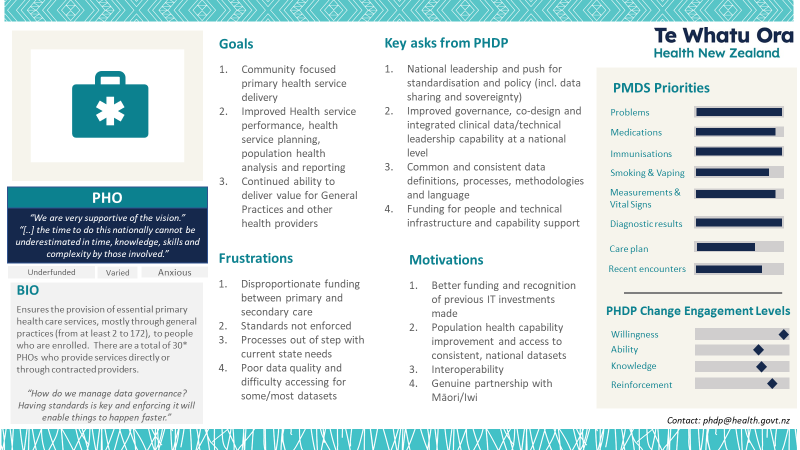 Te Whatu Ora
Health New Zealand
PHO
"We are very supportive of the vision."
"[..] the time to do this nationally cannot be
underestimated in time, knowledge, skills and
complexity by those involved."
Underfunded
Varied
Anxious
BIO
Ensures the provision of essential primary
health care services, mostly through general
practices (from at least 2 to 172), to people
who are enrolled. There are a total of 30*
PHOs who provide services directly or
through contracted providers.
"How do we manage data governance?
Having standards is key and enforcing it will
enable things to happen faster."
Goals
1. Community focused
primary health service
delivery
2. Improved Health service
performance, health
service planning,
population health
analysis and reporting
3. Continued ability to
deliver value for General
Practices and other
health providers
Frustrations
1. Disproportionate funding
between primary and
secondary care
2. Standards not enforced
3. Processes out of step with
current state needs
4. Poor data quality and
difficulty accessing for
some/most datasets
Key asks from PHDP
1. National leadership and push for
standardisation and policy (incl. data
sharing and sovereignty)
2. Improved governance, co-design and
integrated clinical data/technical
leadership capability at a national
level
3. Common and consistent data
definitions, processes, methodologies
and language
4. Funding for people and technical
infrastructure and capability support
Motivations
1. Better funding and recognition
of previous IT investments
made
2. Population health capability
improvement and access to
consistent, national datasets
3. Interoperability
4. Genuine partnership with
Māori/Iwi
PMDS Priorities
Problems
Medications
Immunisations
Smoking & Vaping
Measurements &
Vital Signs
Diagnostic results
Care plan
Recent encounters
PHDP Change Engagement Levels
Willingness
Ability
Knowledge
Reinforcement
Contact: phdp@health.govt.nz